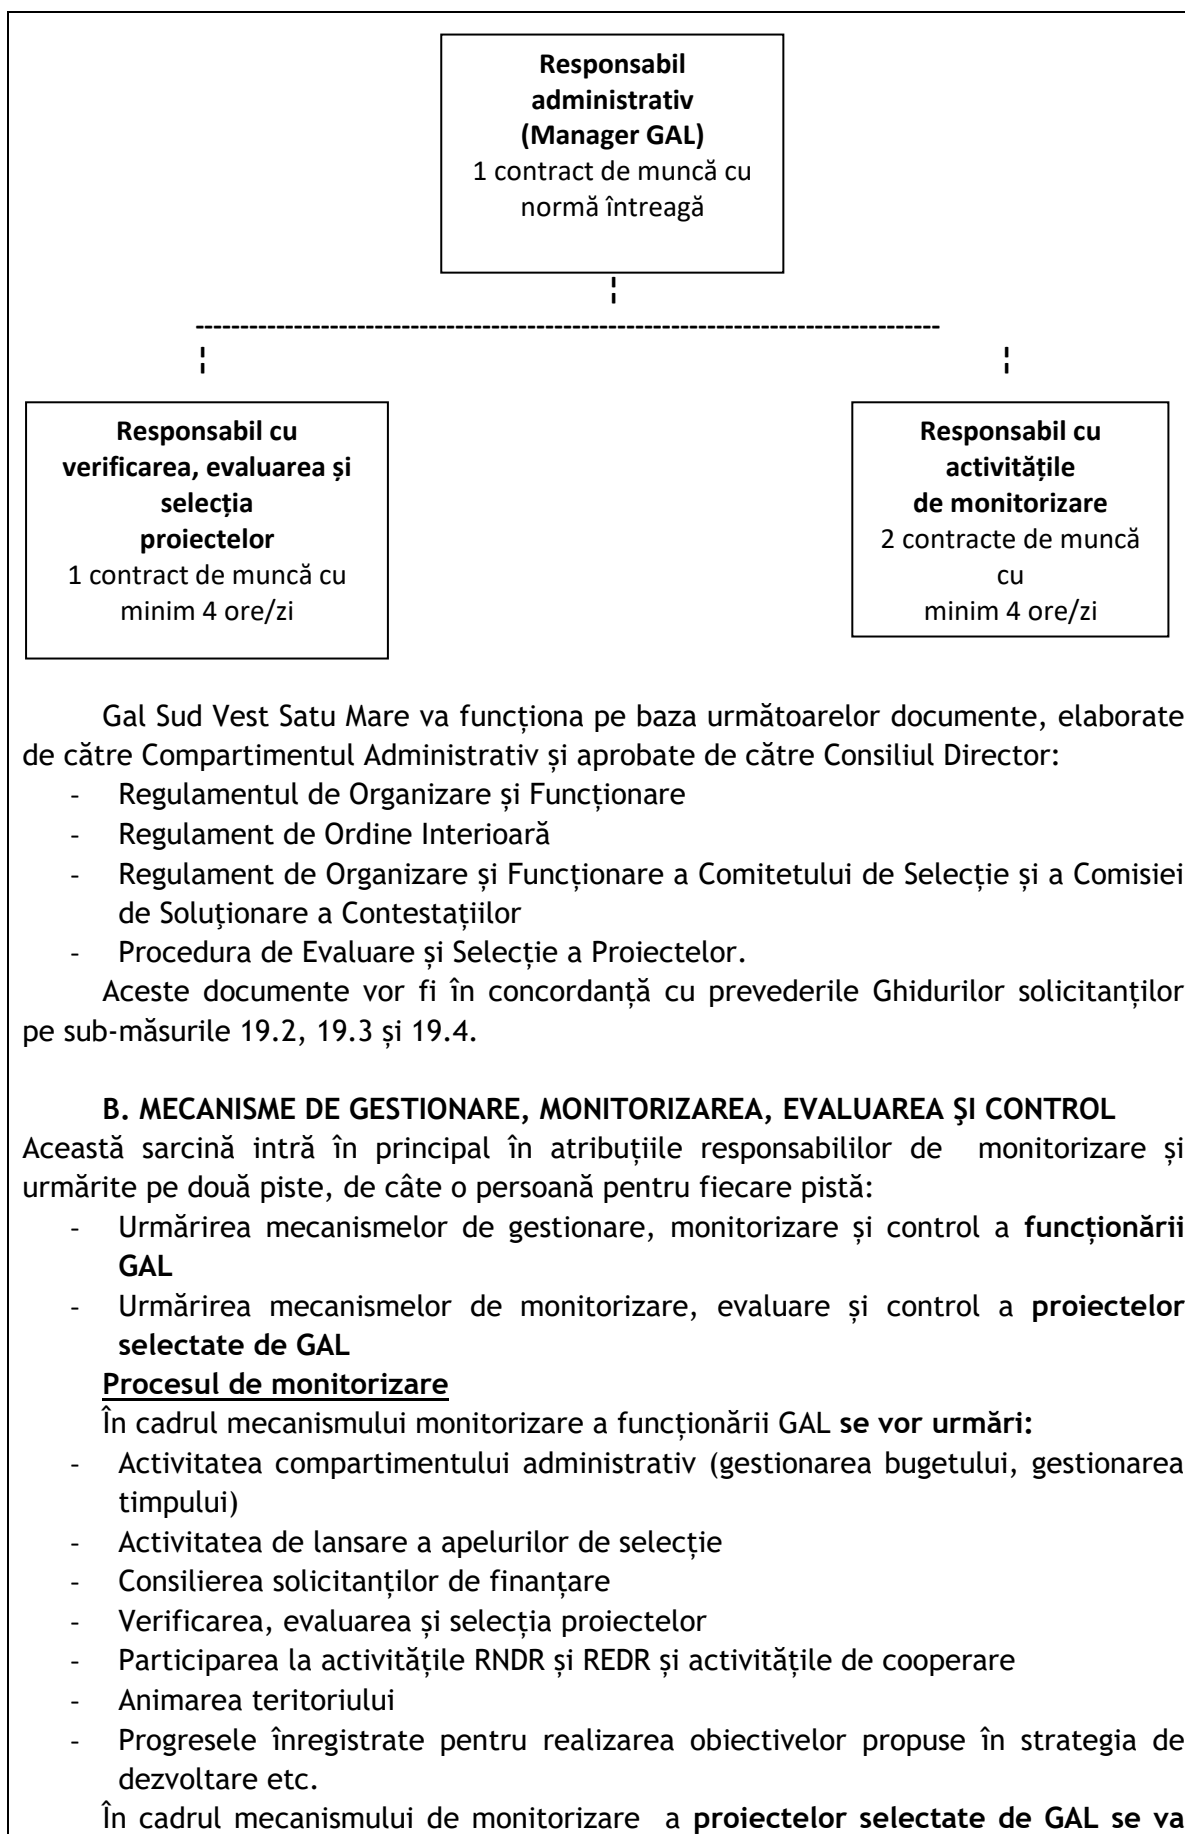 Responsabil
administrativ
(Manager GAL)
1 contract de muncă cu
normă întreagă
Responsabil cu
verificarea, evaluarea și
selecția
proiectelor
1 contract de muncă cu
minim 4 ore/zi
Responsabil cu
activitățile
de monitorizare
2 contracte de muncă
cu
minim 4 ore/zi
Gal Sud Vest Satu Mare va funcționa pe baza următoarelor documente, elaborate
de către Compartimentul Administrativ și aprobate de către Consiliul Director:
- Regulamentul de Organizare și Funcționare
- Regulament de Ordine Interioară
- Regulament de Organizare și Funcționare a Comitetului de Selecție și a Comisiei
de Soluţionare a Contestațiilor
- Procedura de Evaluare și Selecție a Proiectelor.
Aceste documente vor fi în concordanță cu prevederile Ghidurilor solicitanților
pe sub-măsurile 19.2, 19.3 și 19.4.
B. MECANISME DE GESTIONARE, MONITORIZAREA, EVALUAREA ŞI CONTROL
Această sarcină intră în principal în atribuțiile responsabililor de monitorizare și
urmărite pe două piste, de câte o persoană pentru fiecare pistă:
- Urmărirea mecanismelor de gestionare, monitorizare și control a funcționării
GAL
- Urmărirea mecanismelor de monitorizare, evaluare și control a proiectelor
selectate de GAL
Procesul de monitorizare
În cadrul mecanismului monitorizare a funcționării GAL se vor urmări:
- Activitatea compartimentului administrativ (gestionarea bugetului, gestionarea
timpului)
- Activitatea de lansare a apelurilor de selecție
- Consilierea solicitanților de finanțare
- Verificarea, evaluarea și selecția proiectelor
- Participarea la activitățile RNDR și REDR și activitățile de cooperare
- Animarea teritoriului
- Progresele înregistrate pentru realizarea obiectivelor propuse în strategia de
dezvoltare etc.
În cadrul mecanismului de monitorizare a proiectelor selectate de GAL se va